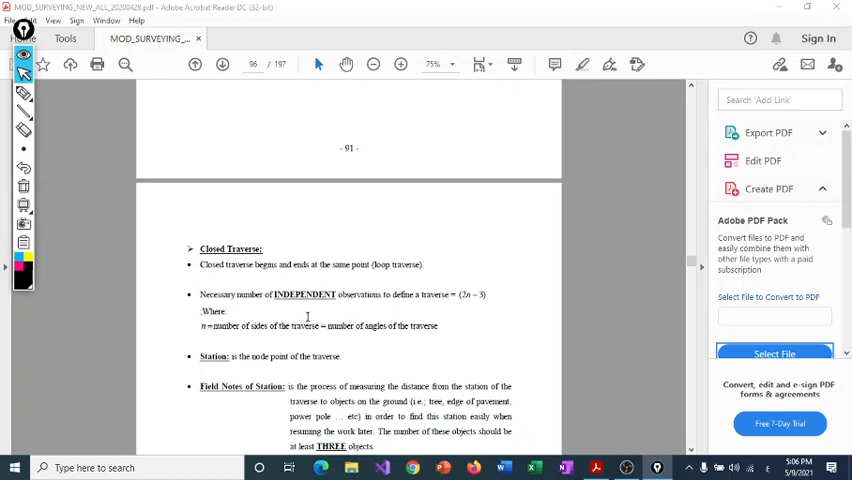 MOD_SURVEYING_NEW_ALL_20200428.pdf - Adobe Acrobat Reader DC (32-bit)
File Edit View Sign Window Help
Home Tools MOD_SURVEYING_... × Sign In
96 / 197 75%
- 91 -
Closed Traverse:
Closed traverse begins and ends at the same point (loop traverse).
Necessary number of INDEPENDENT observations to define a traverse = (2n − 3)
;Where:
n =number of sides of the traverse = number of angles of the traverse
Station: is the node point of the traverse.
Field Notes of Station: is the process of measuring the distance from the station of the
traverse to objects on the ground (i.e.; tree, edge of pavement,
power pole … etc) in order to find this station easily when
resuming the work later. The number of these objects should be
at least THREE objects.
Search 'Add Link'
Export PDF
Edit PDF
Create PDF
Adobe PDF Pack
Convert files to PDF and
easily combine them with
other file types with a paid
subscription
Select File to Convert to PDF
Select File
Convert, edit and e-sign PDF
forms & agreements
Free 7-Day Trial
Type here to search
5:06 PM
5/9/2021